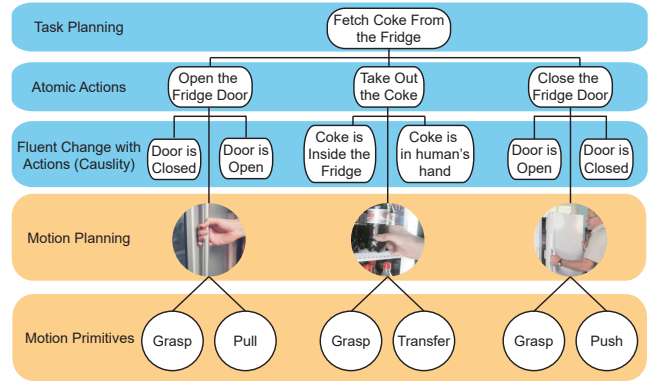 Task Planning
Fetch Coke From
the Fridge
Atomic Actions
Open the
Fridge Door
Take Out
the Coke
Close the
Fridge Door
Fluent Change with
Actions (Causlity)
Door is
Closed
Door is
Open
Coke is
Inside the
Fridge
Coke is
in human's
hand
Door is
Open
Door is
Closed
Motion Planning
Motion Primitives
Grasp
Pull
Grasp
Transfer
Grasp
Push